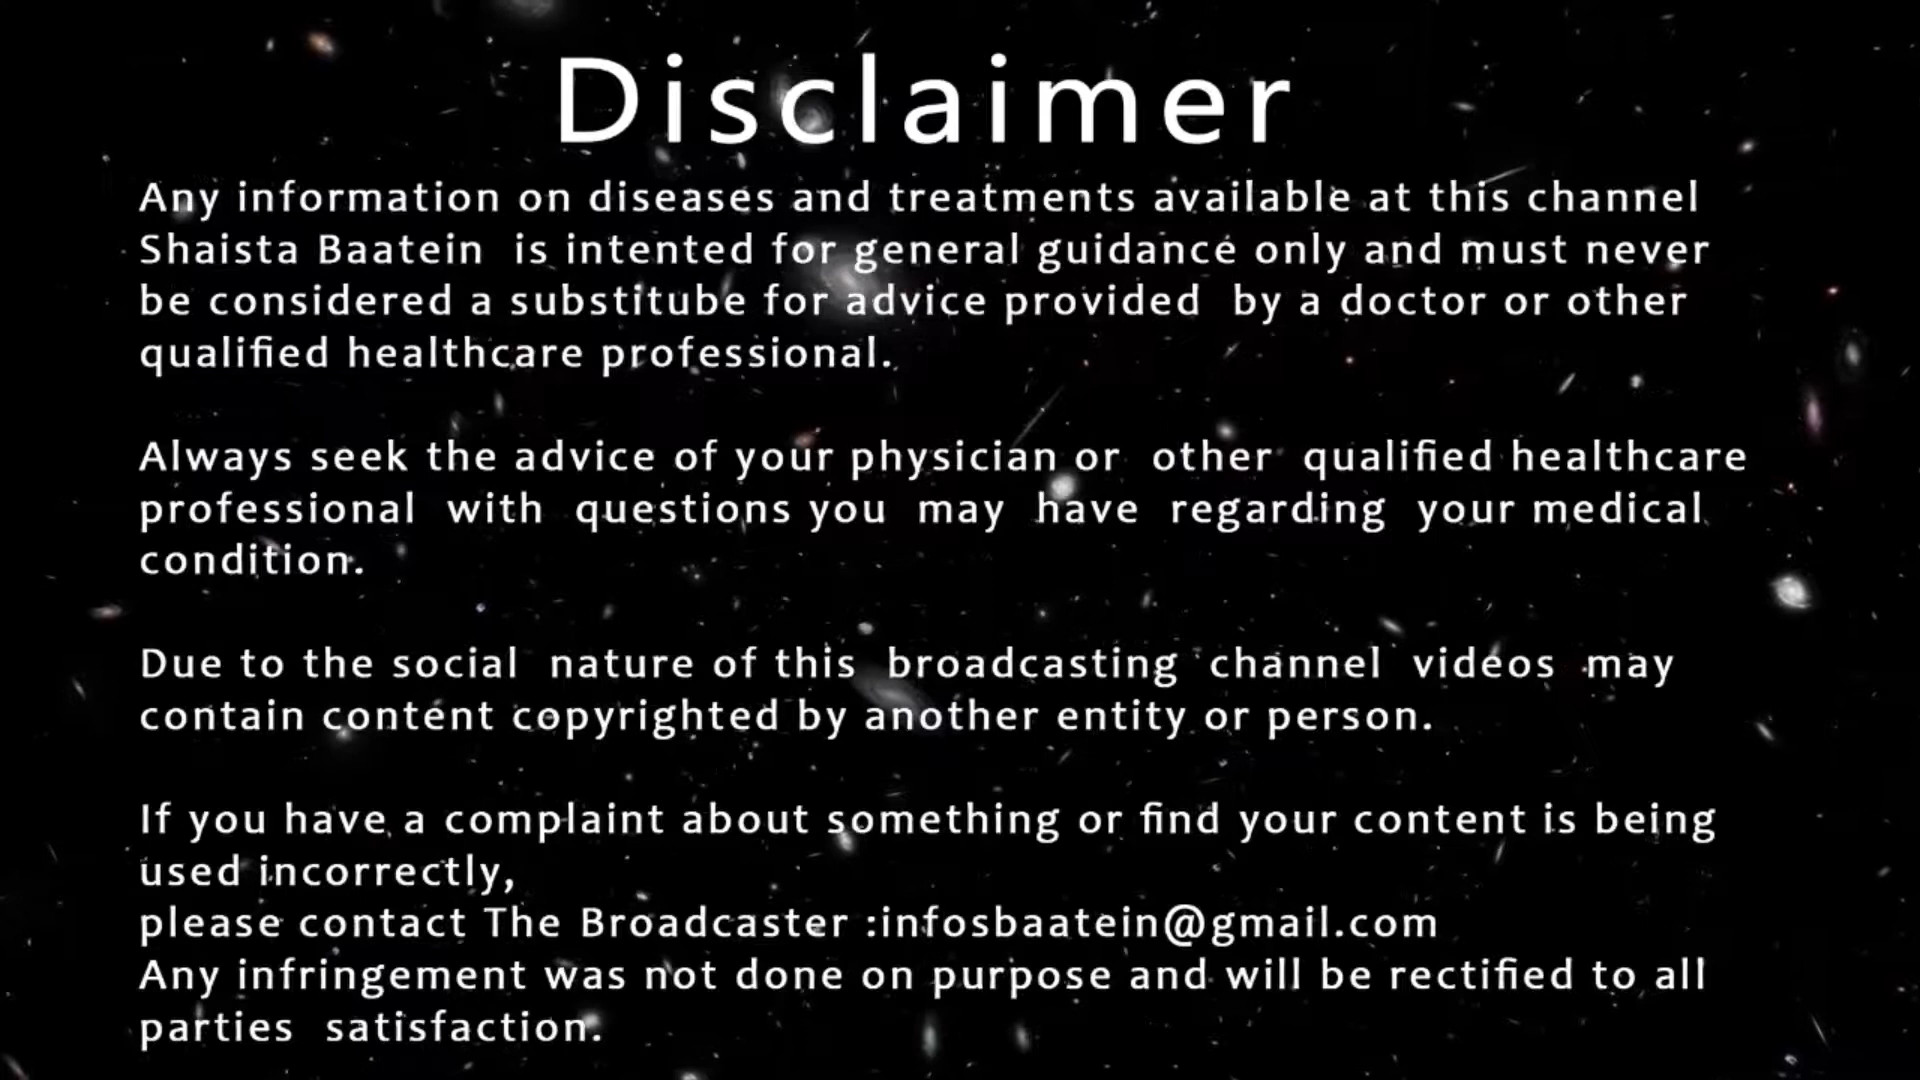 Disclaimer
Any information on diseases and treatments available at this channel
Shaista Baatein is intented for general guidance only and must never
be considered a substitube for advice provided by a doctor or other
qualified healthcare professional.
Always seek the advice of your physician or other qualified healthcare
professional with questions you may have regarding your medical
condition.
Due to the social nature of this broadcasting channel videos may
contain content copyrighted by another entity or person.
If you have a complaint about something or find your content is being
used incorrectly,
please contact The Broadcaster :infosbaatein@gmail.com
Any infringement was not done on purpose and will be rectified to all
parties satisfaction.